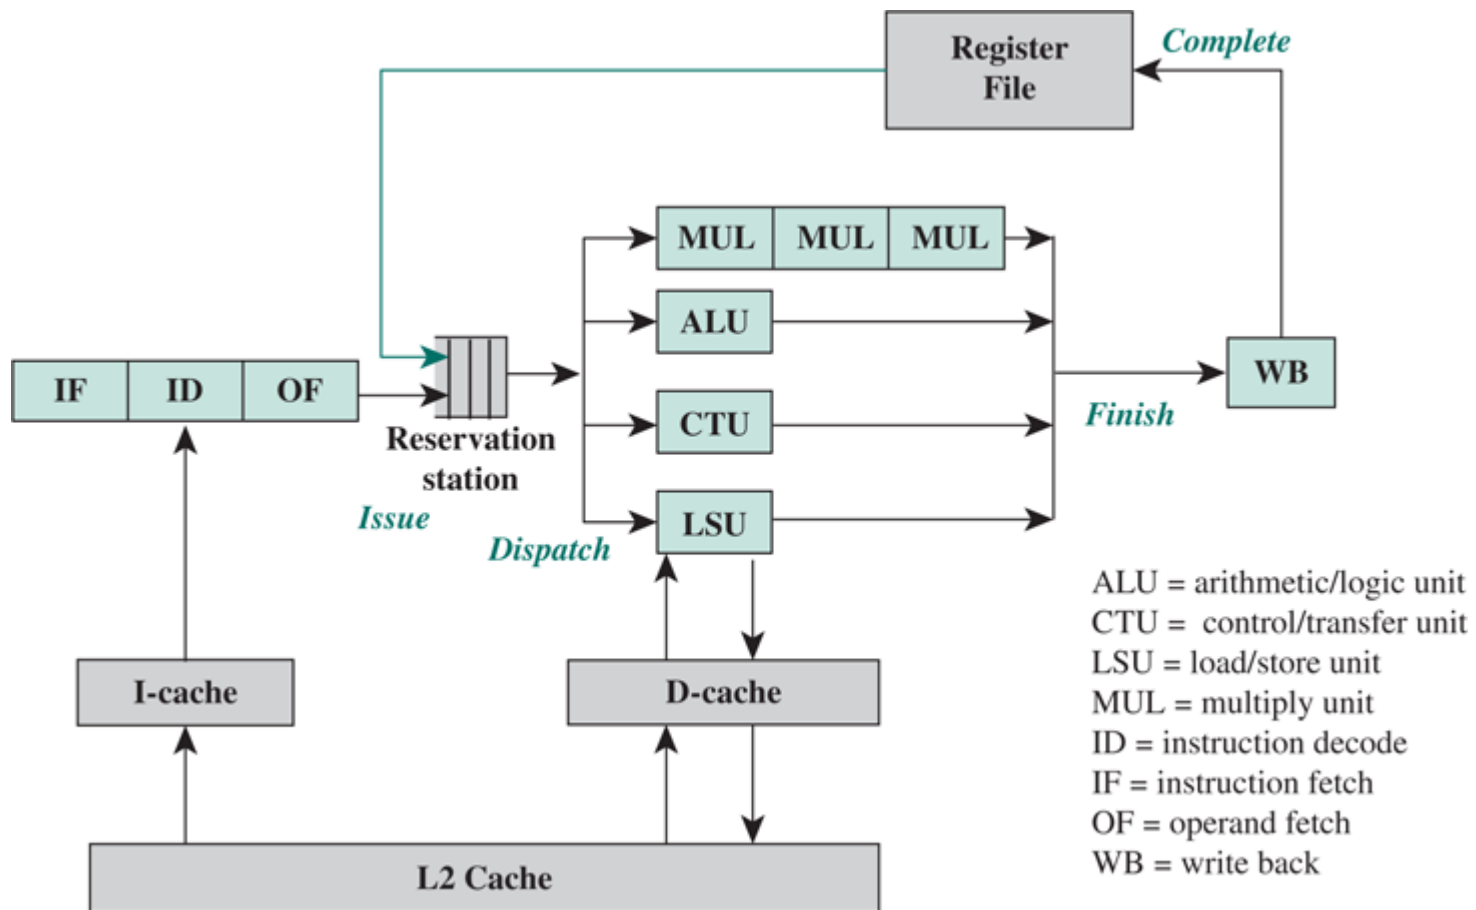 Register
File
Complete
MUL MUL MUL
ALU
IF ID OF
Reservation
station
Issue
CTU
Finish
WB
Dispatch
LSU
I-cache
D-cache
L2 Cache
ALU = arithmetic/logic unit
CTU = control/transfer unit
LSU = load/store unit
MUL = multiply unit
ID = instruction decode
IF = instruction fetch
OF = operand fetch
WB = write back